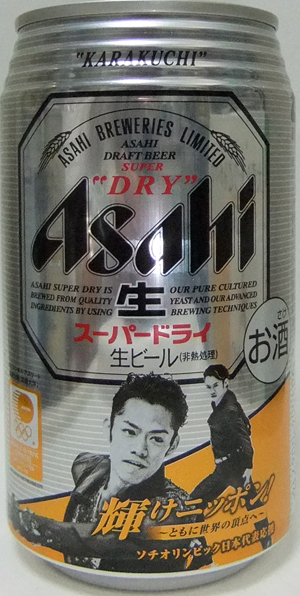 "KARAKUCHI"
ASAHI BREWERIES LIMITED
ASAHI
DRAFT BEER
SUPER
"DRY"
Asahi
ASAHI SUPER DRY IS
BREWED FROM QUALITY
INGREDIENTS BY USING
生
OUR PURE CULTURED
YEAST AND OUR ADVANCED
BREWING TECHNIQUES
スーパードライ
生ビール(非熱処理)
さけ
お酒
輝けニッポン!
〜ともに世界の頂点へ〜
ソチオリンピック日本代表応援